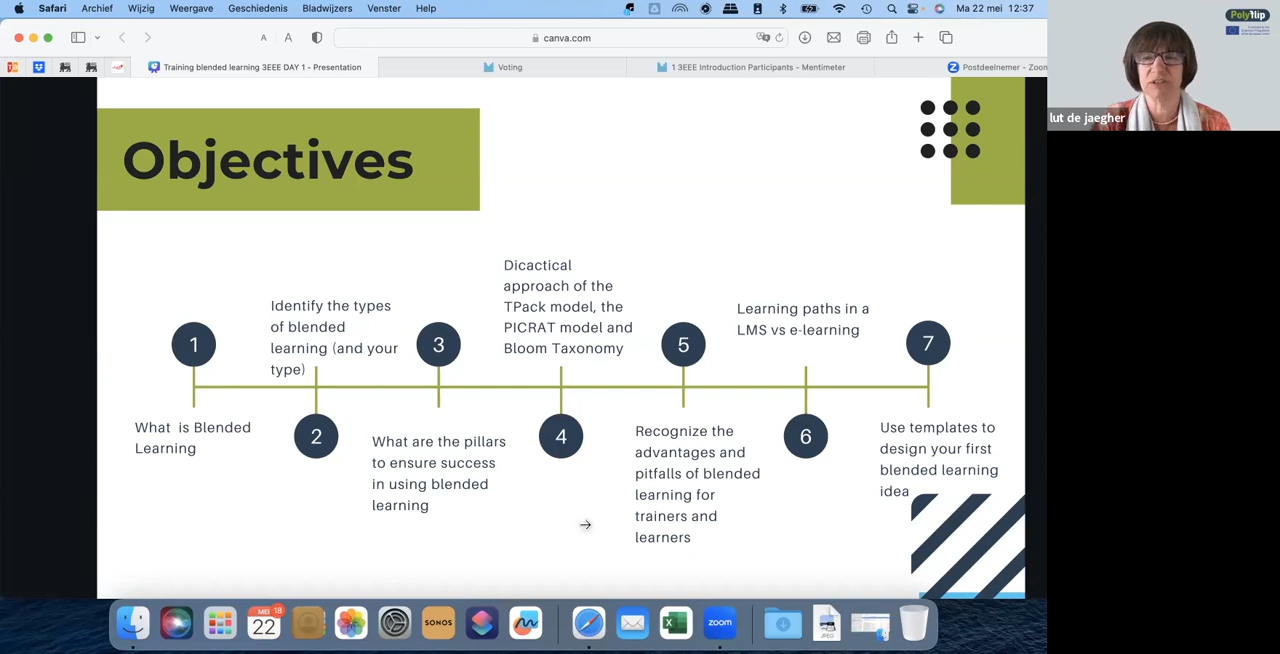 Safari Archief Wijzig Weergave Geschiedenis Bladwijzers Venster Help Ma 22 mei 12:37
A A canva.com
Training blended learning 3EEE DAY 1 - Presentation Voting 1 3EEE Introduction Participants - Mentimeter Postdeelnemer - Zoom
Polyflip
lut de jaegher
Objectives
1
What is Blended
Learning
Identify the types
of blended
learning (and your
type)
2
3
What are the pillars
to ensure success
in using blended
learning
Dicactical
approach of the
TPack model, the
PICRAT model and
Bloom Taxonomy
4
5
Recognize the
advantages and
pitfalls of blended
learning for
trainers and
learners
Learning paths in a
LMS vs e-learning
6
7
Use templates to
design your first
blended learning
idea
MEI 18
22
SONOS
zoom
JPEG